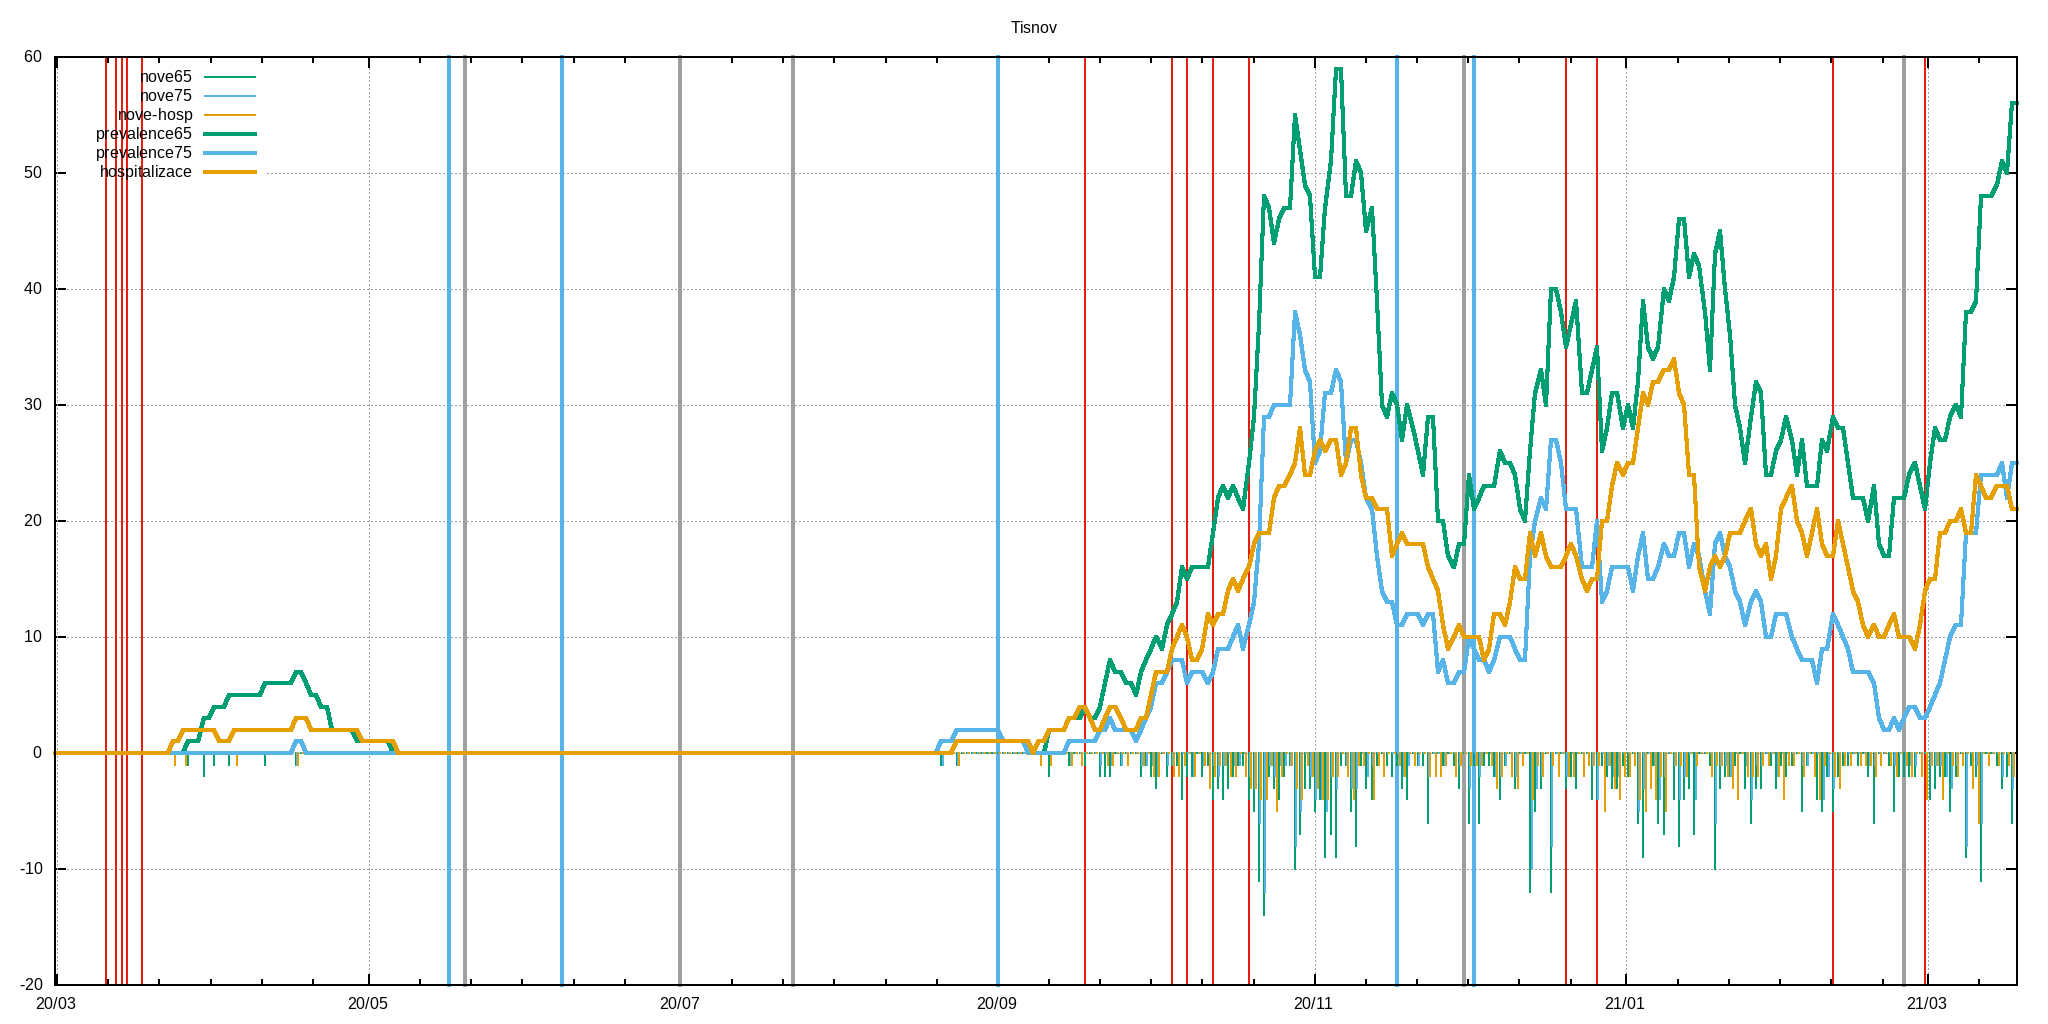 Tisnov
60
nove65
nove75
nove-hosp
prevalence65
prevalence75
hospitalizace
50
40
30
20
10
0
-10
-20
20/03 20/05 20/07 20/09 20/11 21/01 21/03